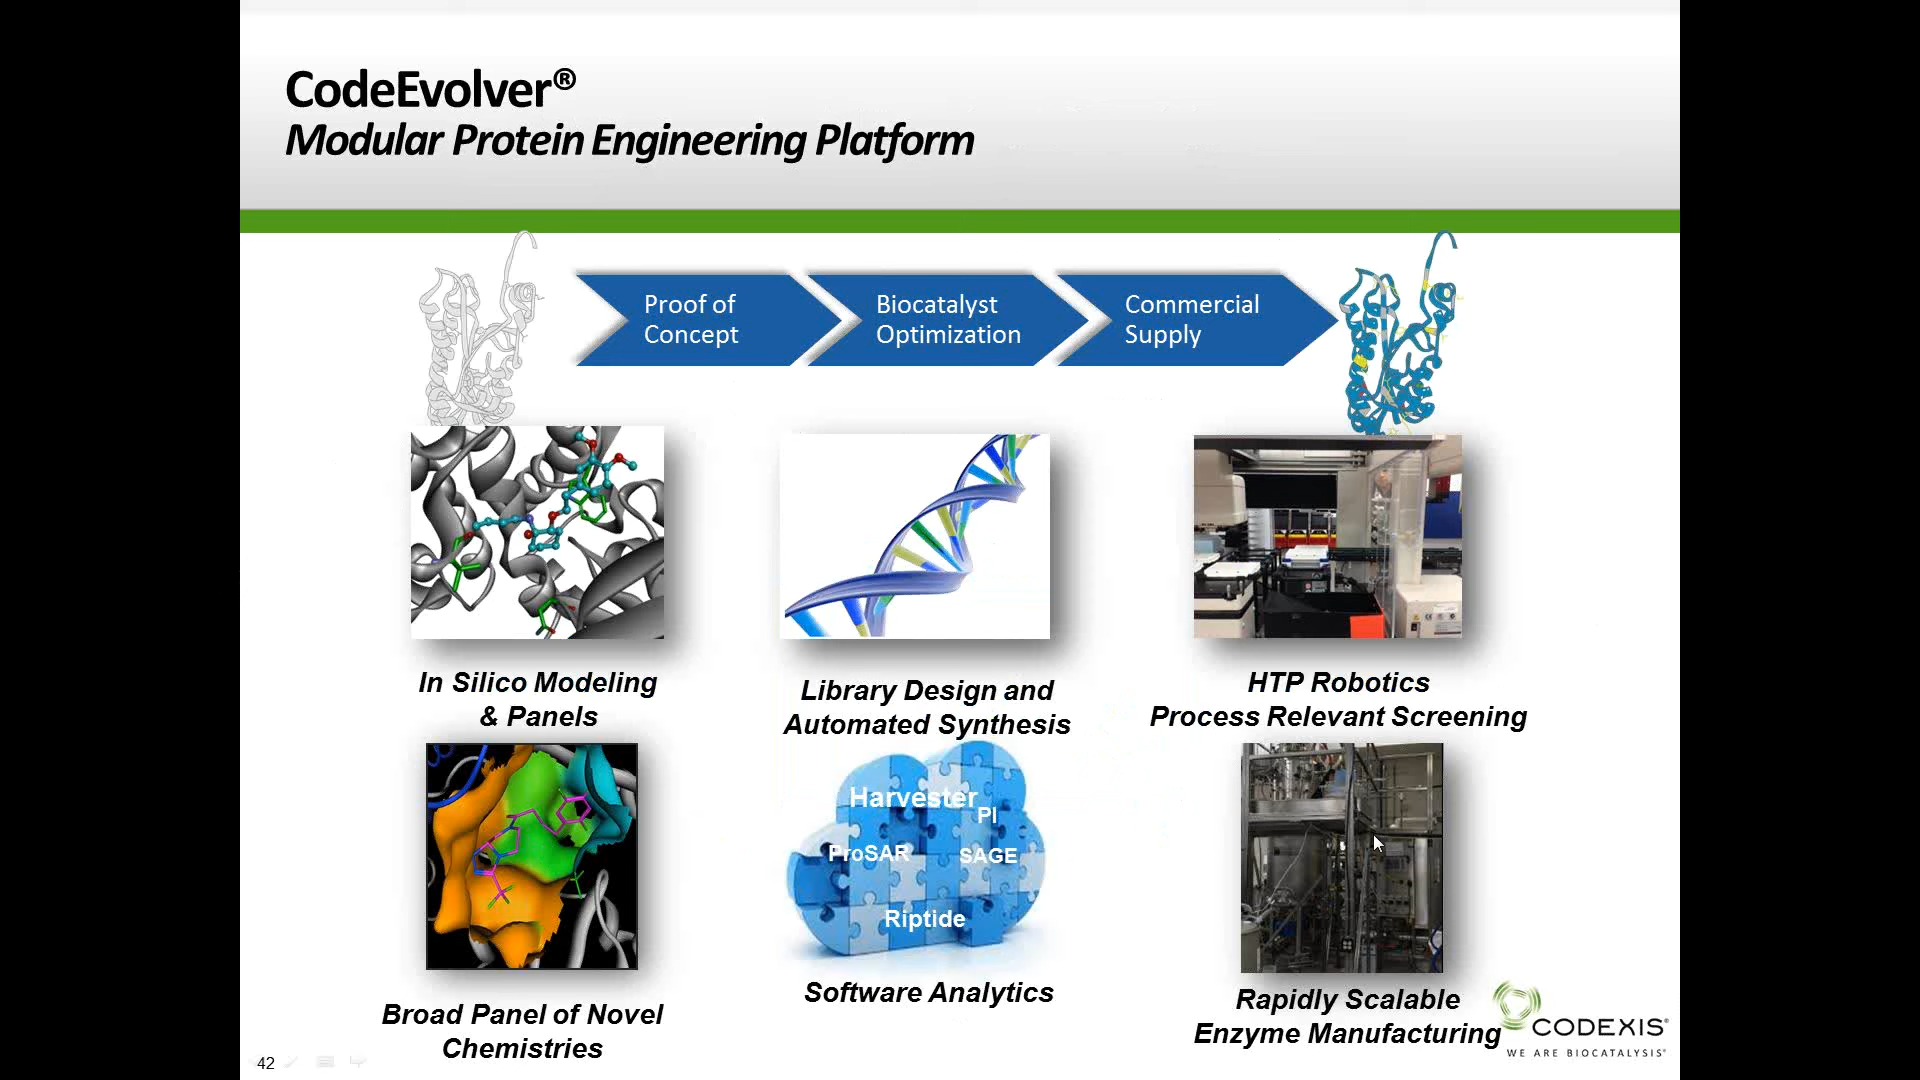 CodeEvolver®
Modular Protein Engineering Platform
Proof of
Concept
Biocatalyst
Optimization
Commercial
Supply
In Silico Modeling
& Panels
Library Design and
Automated Synthesis
HTP Robotics
Process Relevant Screening
Harvester
PI
ProSAR
SAGE
Riptide
Broad Panel of Novel
Chemistries
Software Analytics
Rapidly Scalable
Enzyme Manufacturing
CODEXIS®
WE ARE BIOCATALYSIS®
42